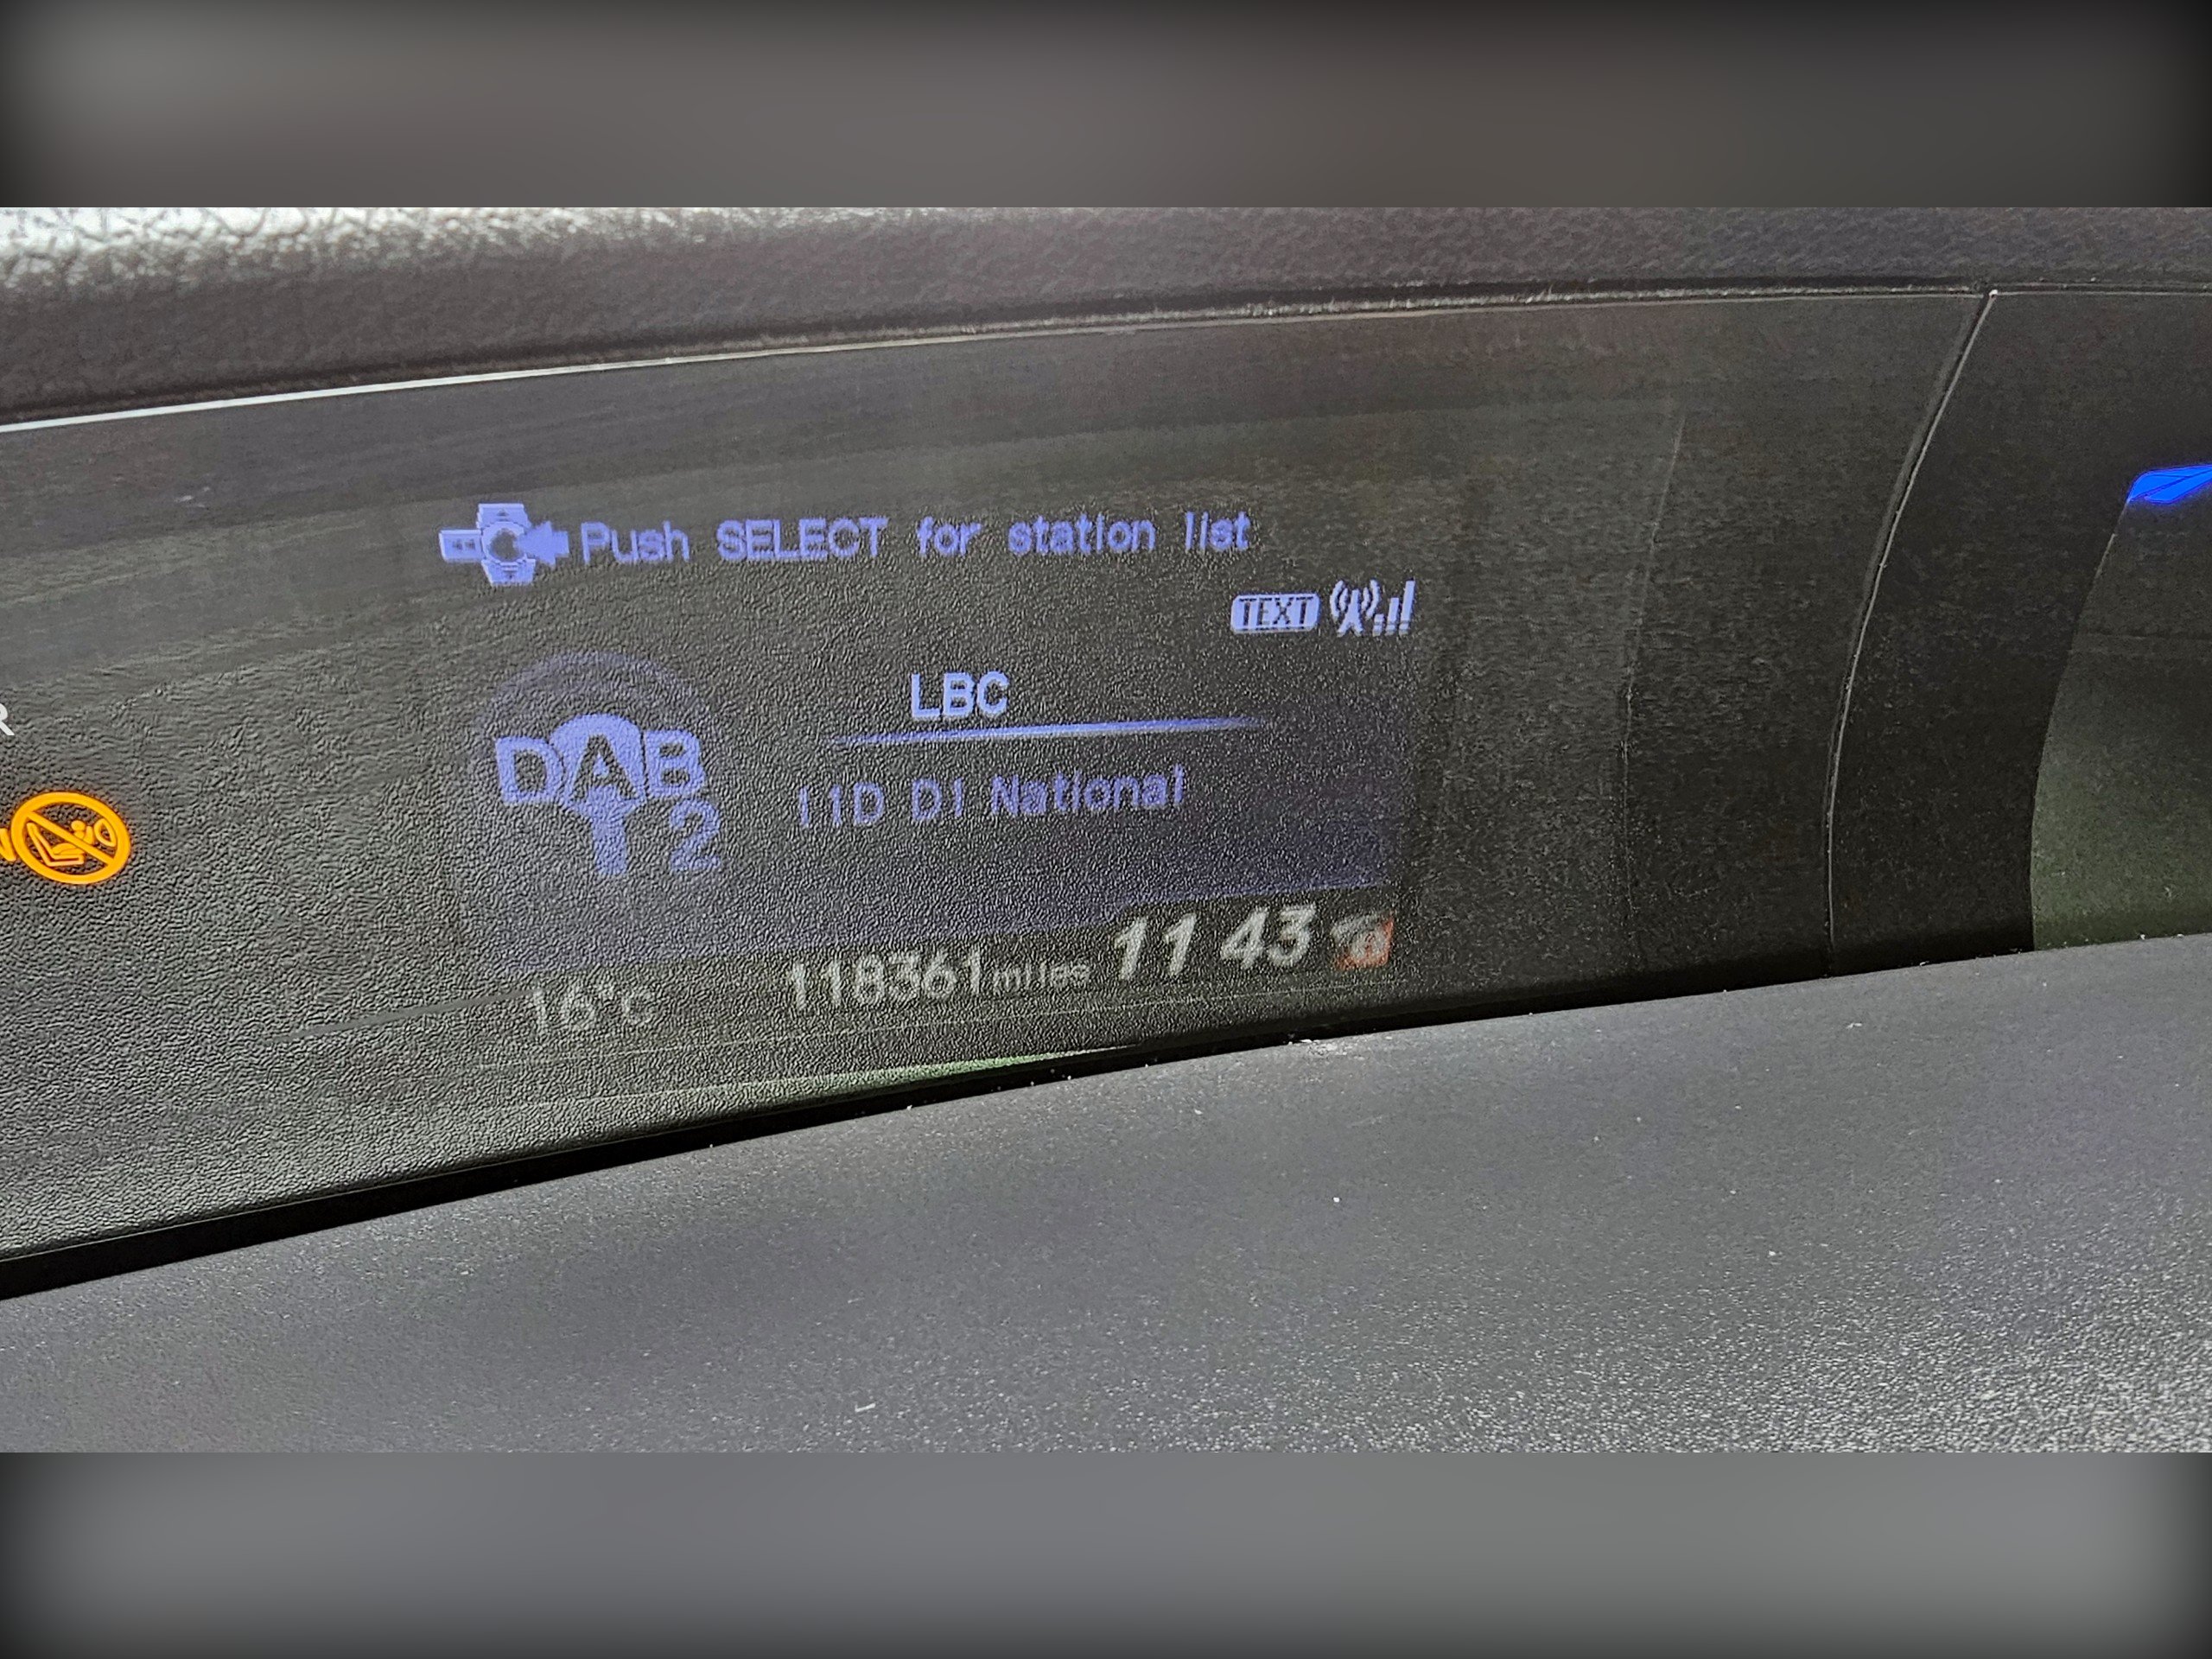 Push SELECT for station list
TEXT
LBC
DAB
2
11D D1 National
16°C 118361 miles 11 43
R